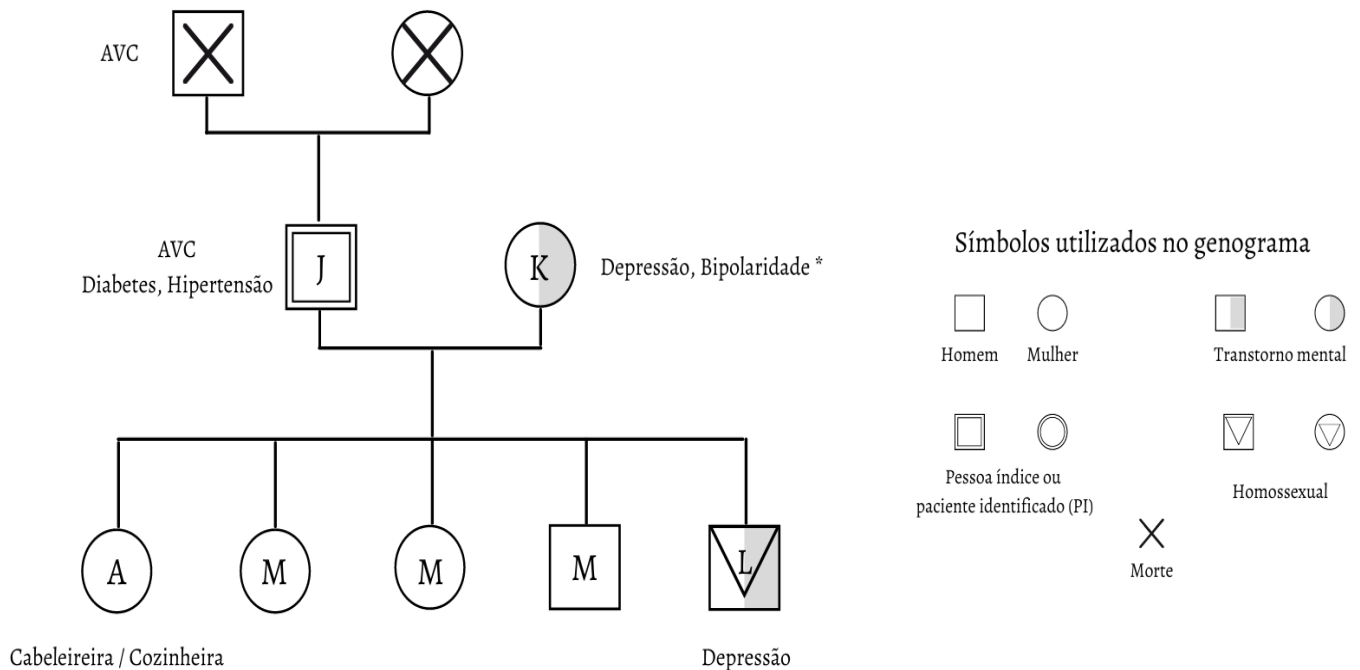 AVC
AVC
Diabetes, Hipertensão
J
K
Depressão, Bipolaridade *
A
M
M
M
L
Cabeleireira / Cozinheira
Depressão
Símbolos utilizados no genograma
Homem
Mulher
Transtorno mental
Pessoa índice ou
paciente identificado (PI)
Homossexual
Morte